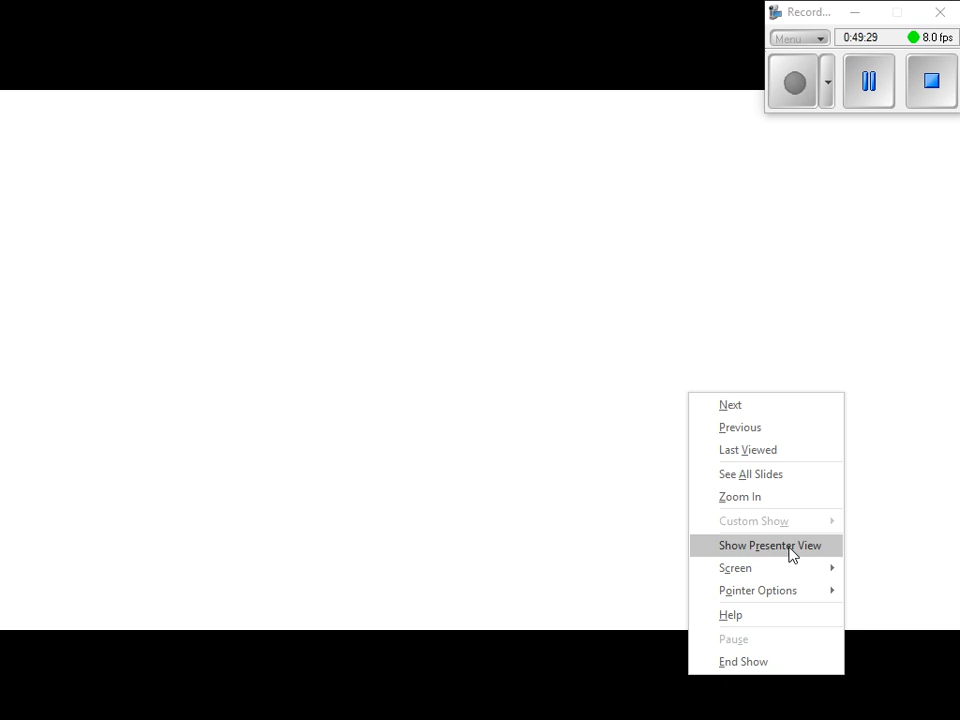 Record...
Menu
0:49:29
8.0 fps
Next
Previous
Last Viewed
See All Slides
Zoom In
Custom Show
Show Presenter View
Screen
Pointer Options
Help
Pause
End Show